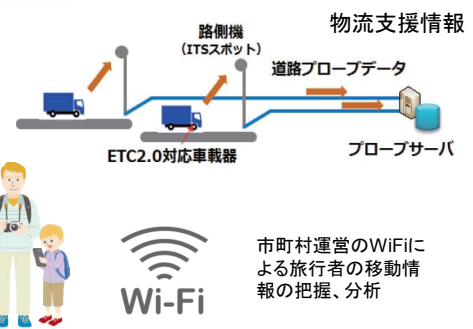 物流支援情報
路側機
(ITSスポット)
道路プローブデータ
ETC2.0対応車載器
プローブサーバ
Wi-Fi
市町村運営のWiFiに
よる旅行者の移動情
報の把握、分析